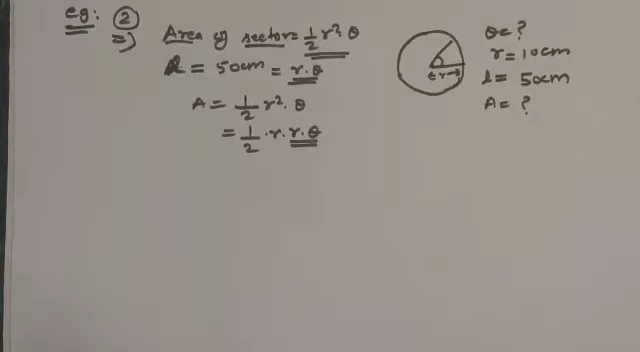 eg: ②
=) Area of sector = 1/2 r² θ
l = 50cm = r.θ
A = 1/2 r². θ
= 1/2 . r. r. θ
← r →
θ = ?
r = 10cm
l = 50cm
A = ?